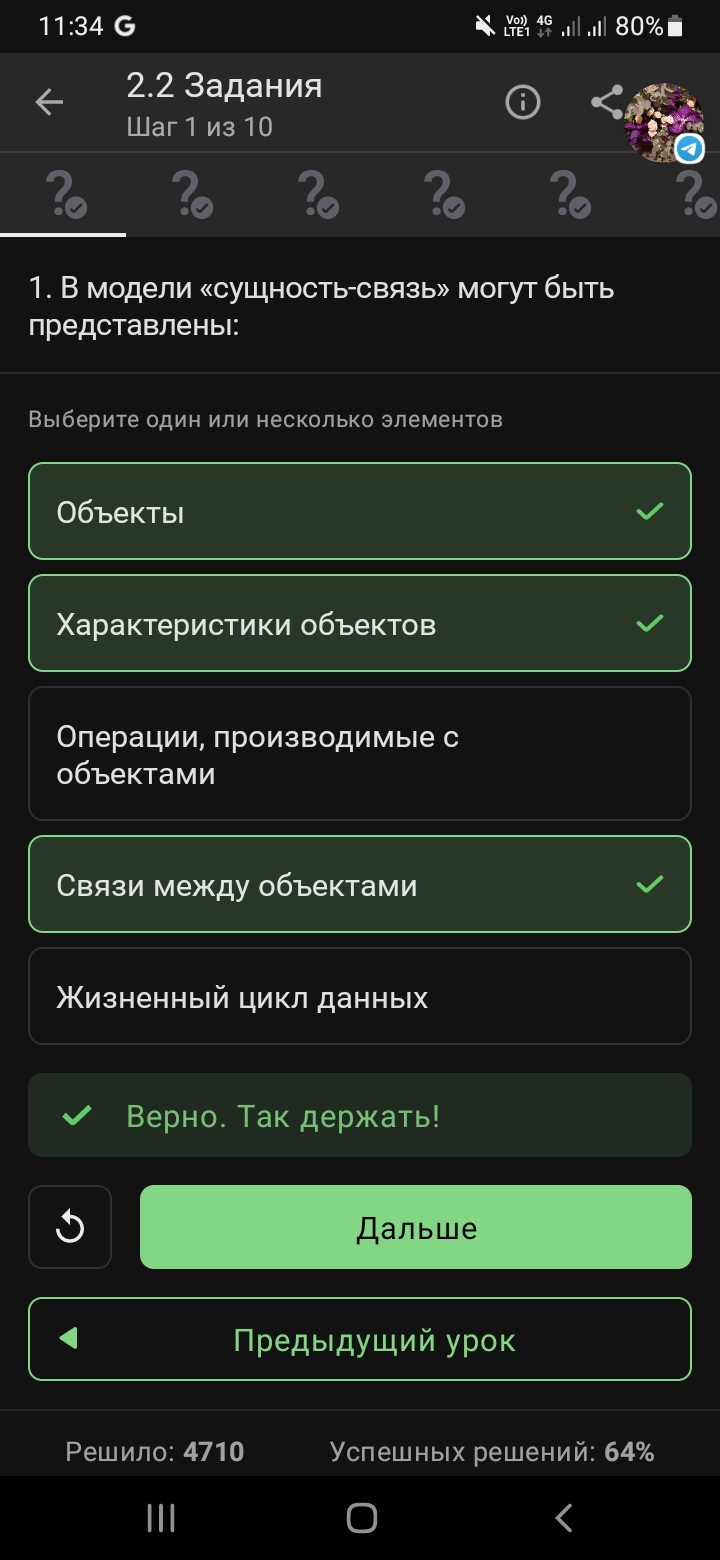 11:34 G Vo)) LTE1 4G 80%
2.2 Задания
Шаг 1 из 10
? ? ? ? ? ?
1. В модели «сущность-связь» могут быть
представлены:
Выберите один или несколько элементов
Объекты
Характеристики объектов
Операции, производимые с
объектами
Связи между объектами
Жизненный цикл данных
Верно. Так держать!
Дальше
Предыдущий урок
Решило: 4710 Успешных решений: 64%